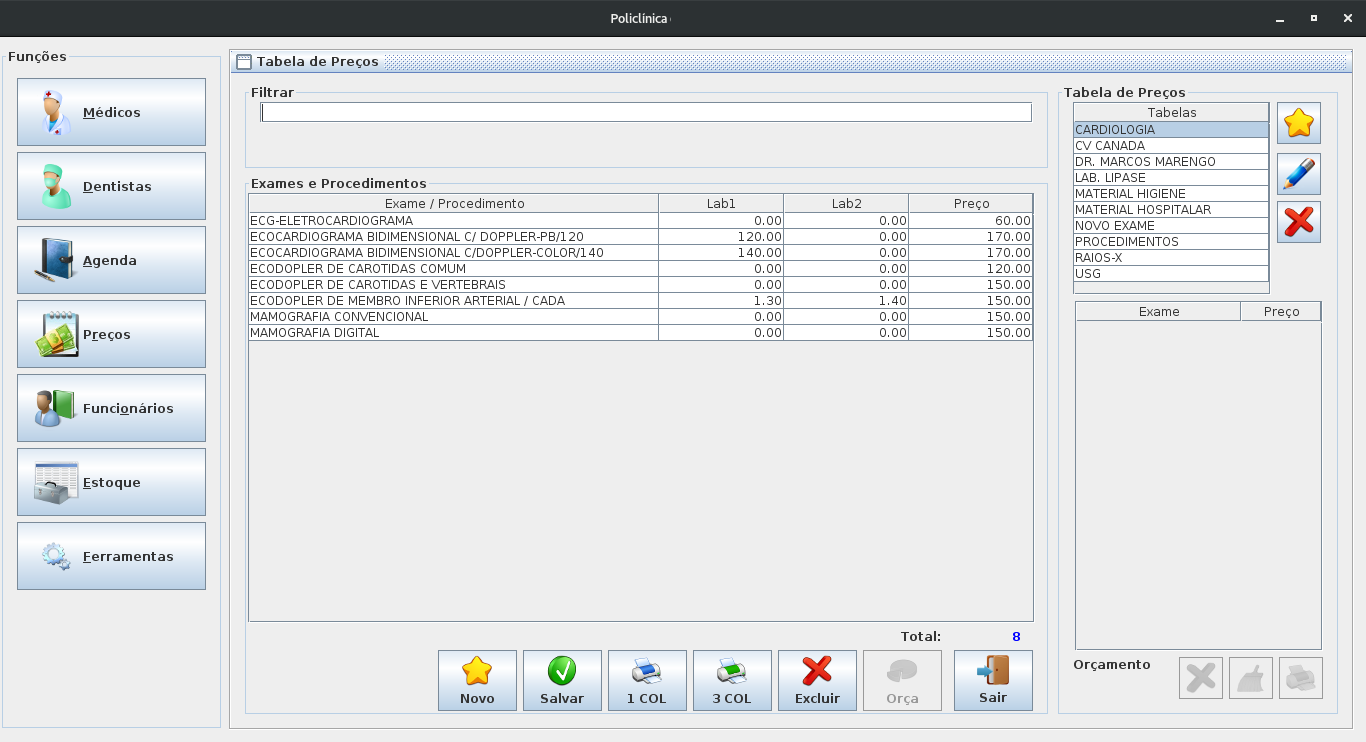 Policlínica
Funções
Médicos
Dentistas
Agenda
Preços
Funcionários
Estoque
Ferramentas
Tabela de Preços
Filtrar
Exames e Procedimentos
Exame / Procedimento Lab1 Lab2 Preço
ECG-ELETROCARDIOGRAMA 0.00 0.00 60.00
ECOCARDIOGRAMA BIDIMENSIONAL C/ DOPPLER-PB/120 120.00 0.00 170.00
ECOCARDIOGRAMA BIDIMENSIONAL C/DOPPLER-COLOR/140 140.00 0.00 170.00
ECODOPLER DE CAROTIDAS COMUM 0.00 0.00 120.00
ECODOPLER DE CAROTIDAS E VERTEBRAIS 0.00 0.00 150.00
ECODOPLER DE MEMBRO INFERIOR ARTERIAL / CADA 1.30 1.40 150.00
MAMOGRAFIA CONVENCIONAL 0.00 0.00 150.00
MAMOGRAFIA DIGITAL 0.00 0.00 150.00
Total: 8
Novo
Salvar
1 COL
3 COL
Excluir
Orça
Sair
Tabela de Preços
Tabelas
CARDIOLOGIA
CV CANADA
DR. MARCOS MARENGO
LAB. LIPASE
MATERIAL HIGIENE
MATERIAL HOSPITALAR
NOVO EXAME
PROCEDIMENTOS
RAIOS-X
USG
Exame Preço
Orçamento